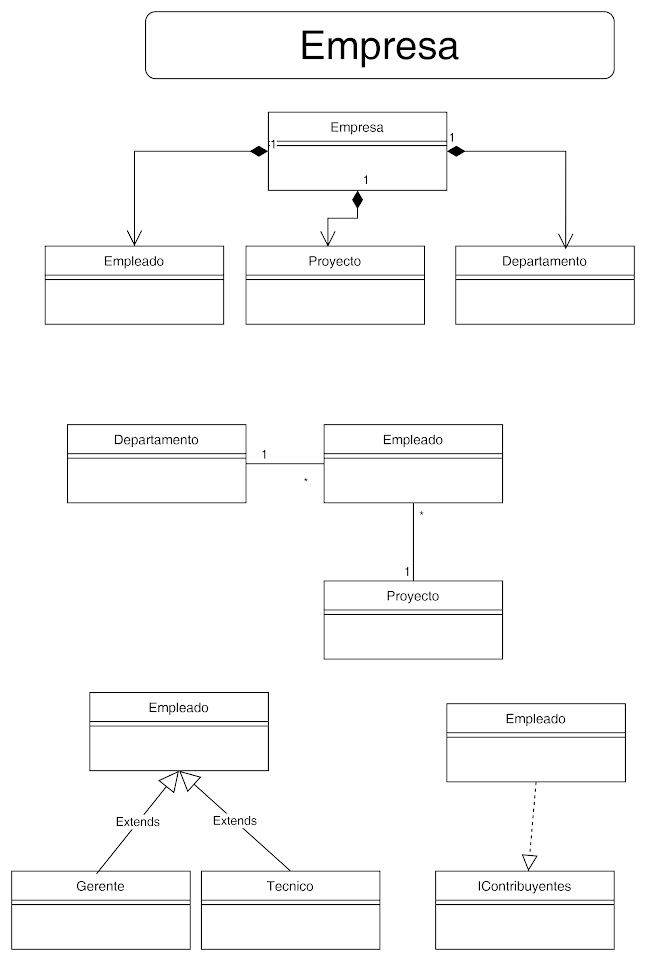 Empresa
Empresa
1
1
1
Empleado
Proyecto
Departamento
Departamento
1
*
Empleado
*
1
Proyecto
Empleado
Empleado
Extends
Extends
Gerente
Tecnico
IContribuyentes